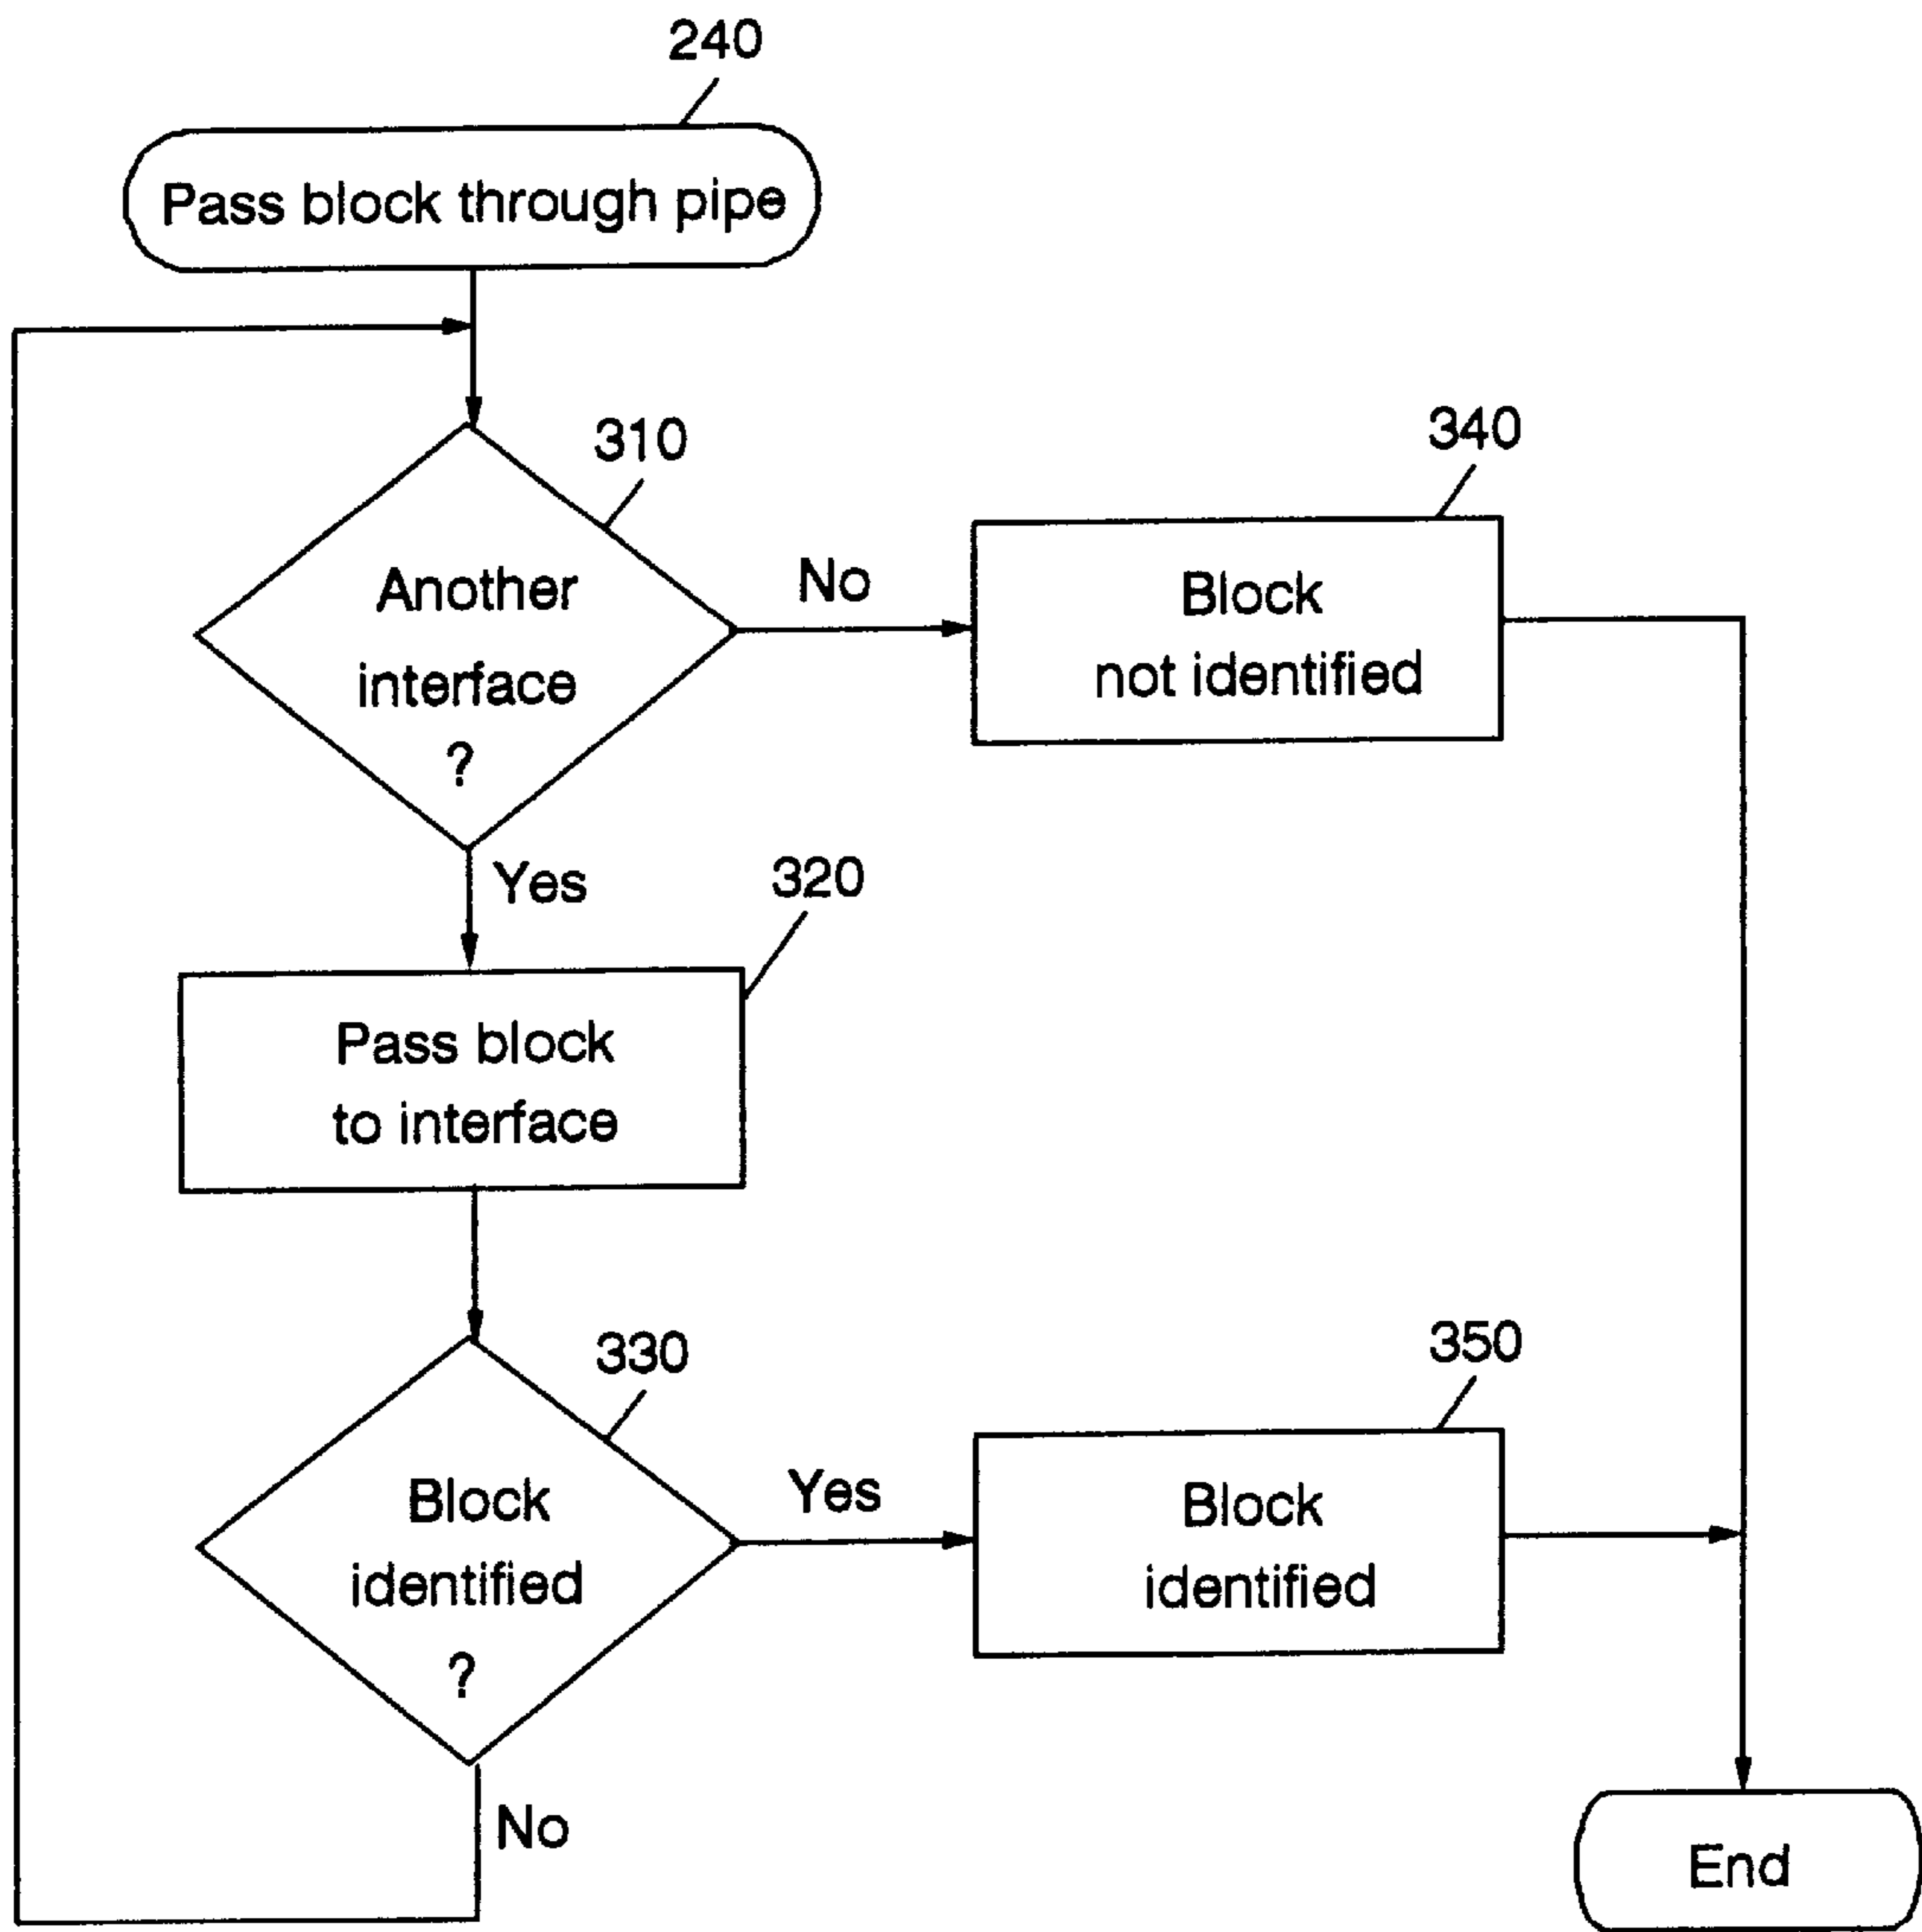 240
Pass block through pipe
310
Another
interface
?
No
340
Block
not identified
Yes
320
Pass block
to interface
330
Block
identified
?
Yes
350
Block
identified
No
End